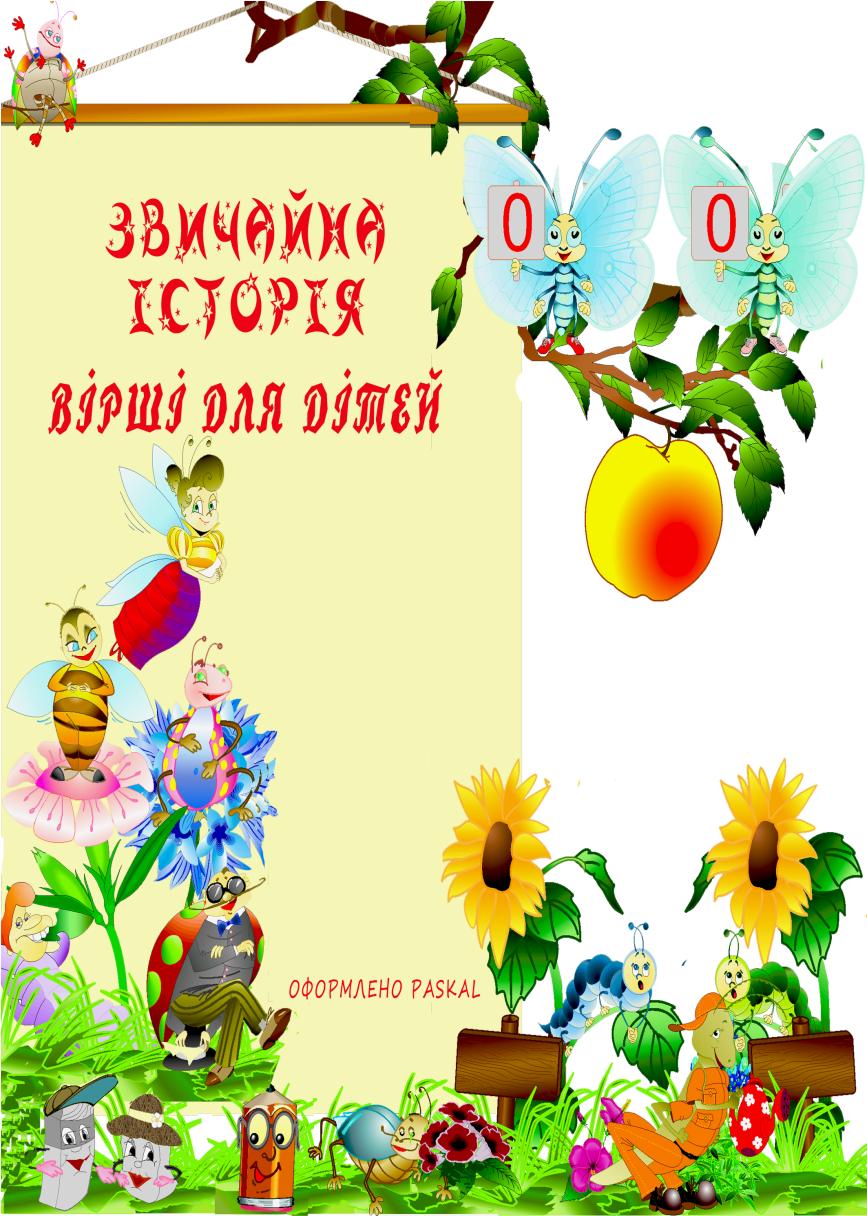 ЗВИЧАЙНА
ІСТОРІЯ
ВІРШІ ДЛЯ ДІТЕЙ
0 0
ОФОРМЛЕНО PASKAL